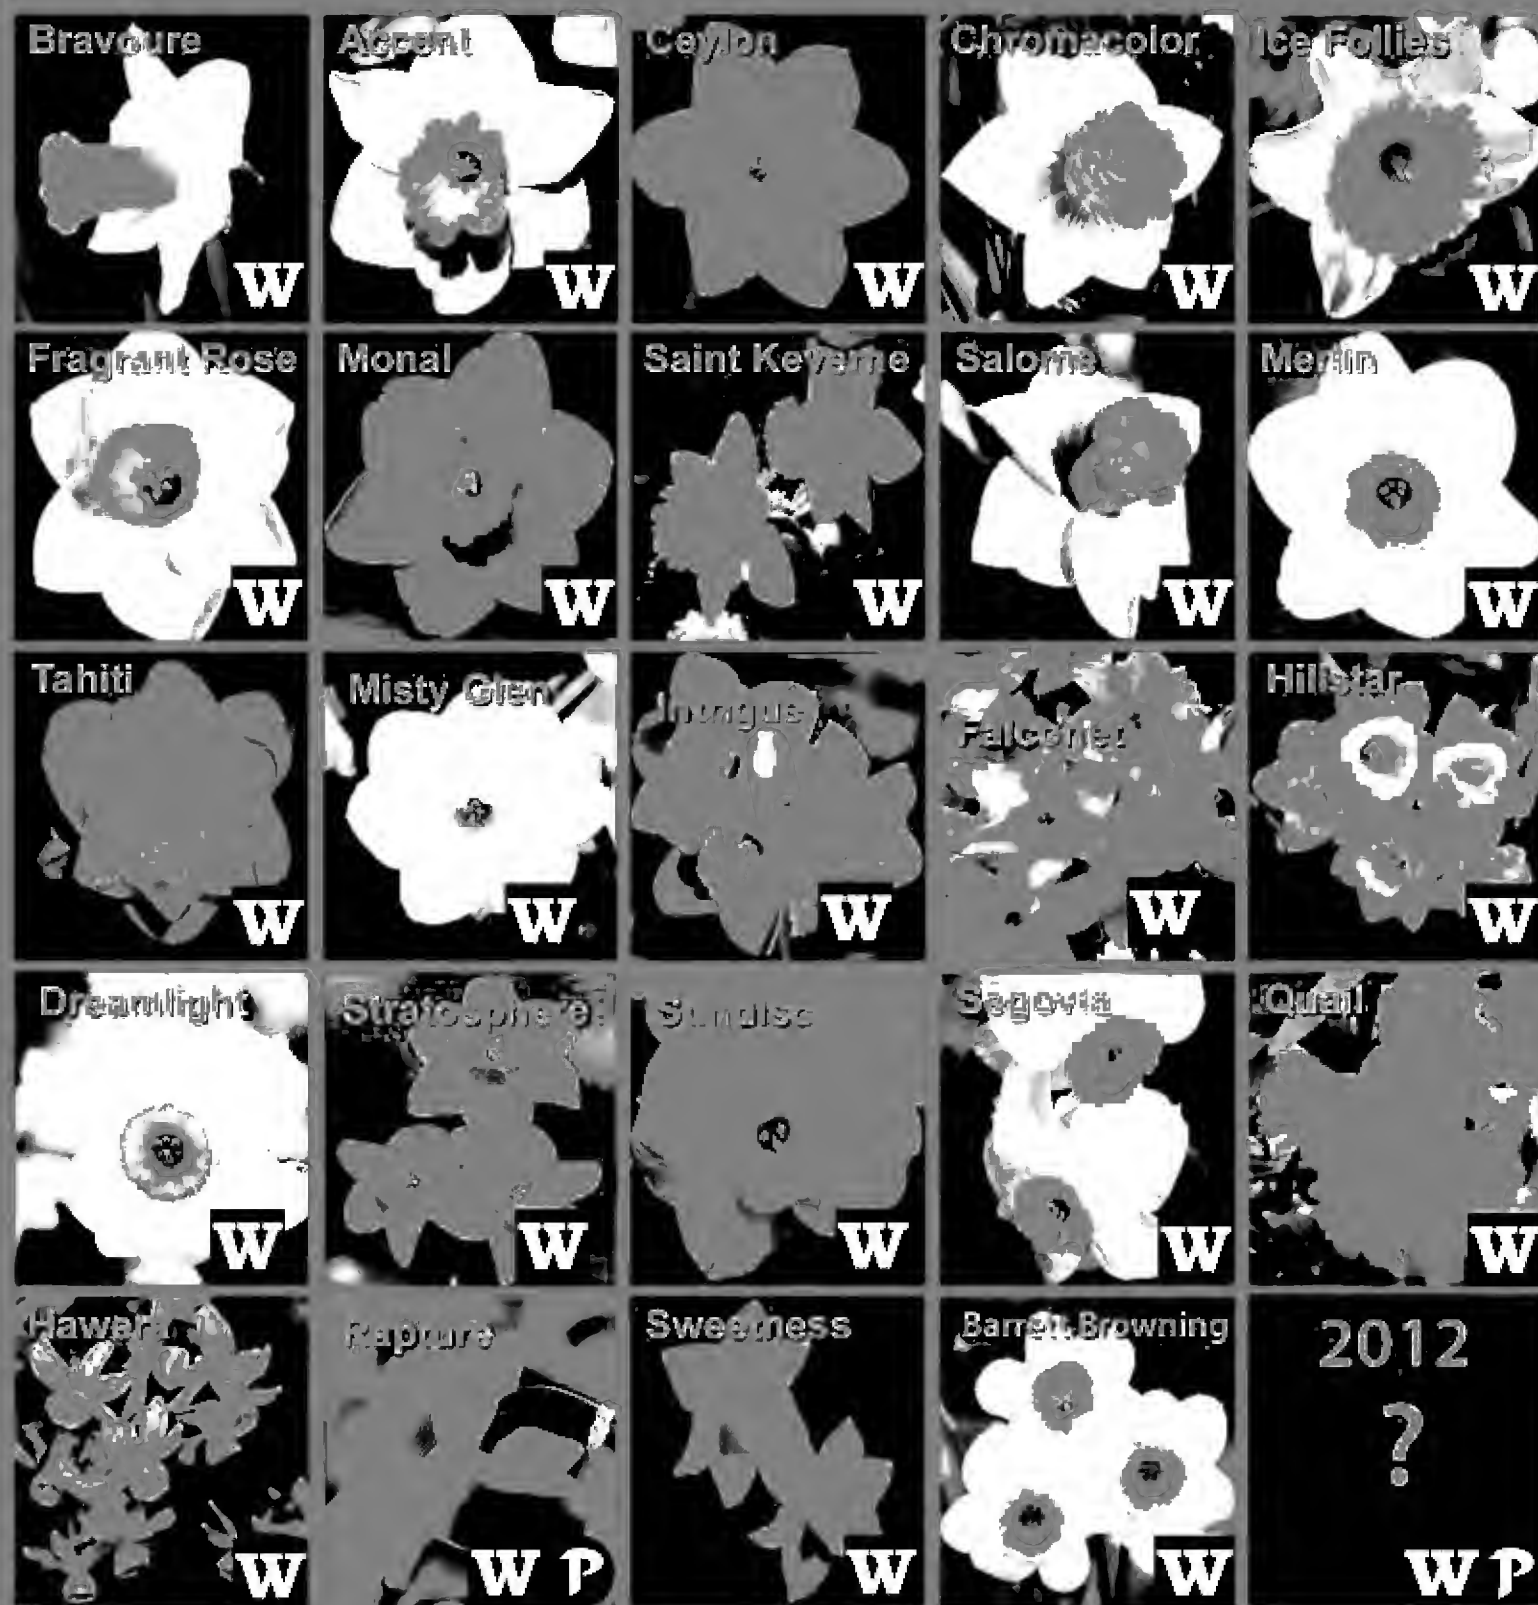 Bravoure Accent Ceylon Chromacolor Ice Follies
W W W W W
Fragrant Rose Monal Saint Keverne Salome Merlin
W W W W W
Tahiti Misty Glen Intrigue Falconet Hillstar
W W W W W
Dreamlight Stratosphere Sundisc Segovia Quail
W W W W W
Hawera Rapture Sweetness Barrett Browning 2012
?
W W P W W W P